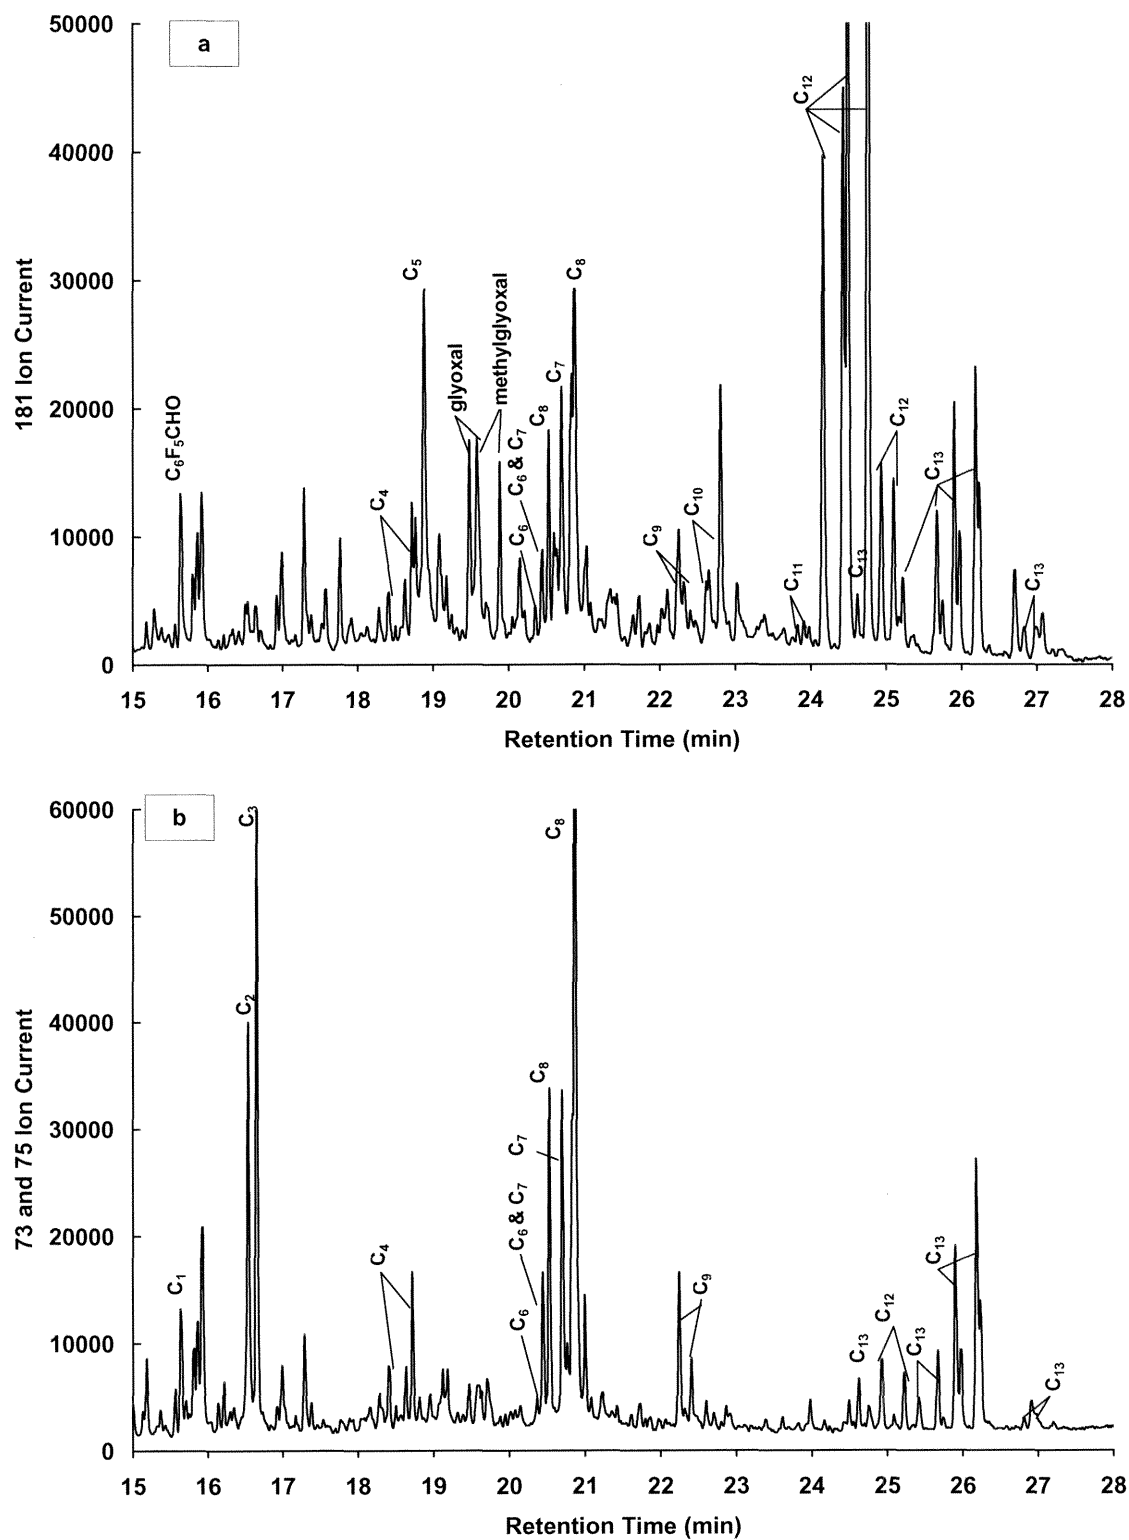 50000
a
40000
30000
20000
10000
0
181 Ion Current
C6F5CHO
C4
C5
glyoxal
methylglyoxal
C6
C6 & C7
C8
C7
C8
C9
C10
C11
C12
C13
C12
C13
C13
15 16 17 18 19 20 21 22 23 24 25 26 27 28
Retention Time (min)
60000
b
50000
40000
30000
20000
10000
0
73 and 75 Ion Current
C1
C2
C3
C4
C6
C6 & C7
C7
C8
C8
C9
C13
C12
C13
C13
C13
15 16 17 18 19 20 21 22 23 24 25 26 27 28
Retention Time (min)